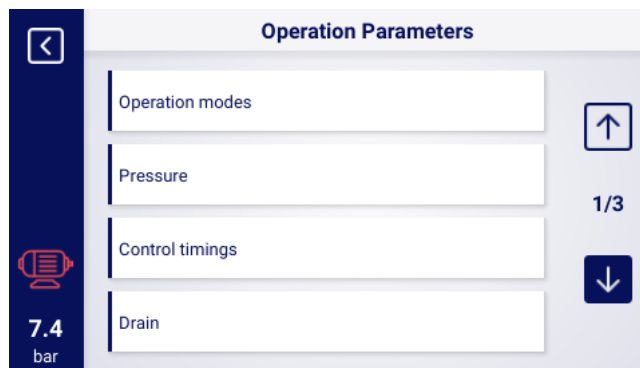 Operation Parameters
Operation modes
Pressure
1/3
Control timings
Drain
7.4
bar